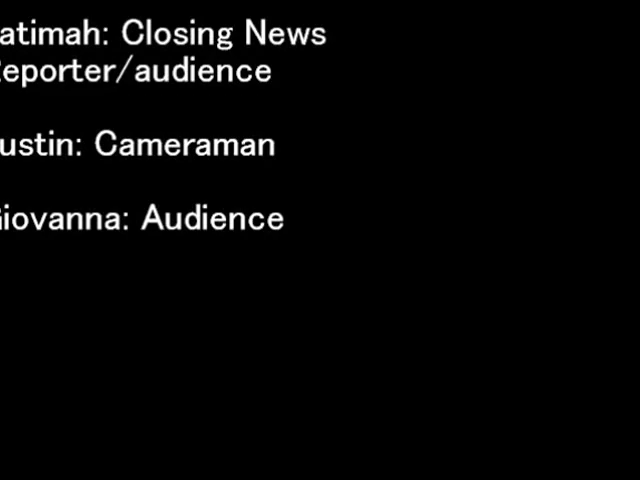 atimah: Closing News
eporter/audience
ustin: Cameraman
iovanna: Audience